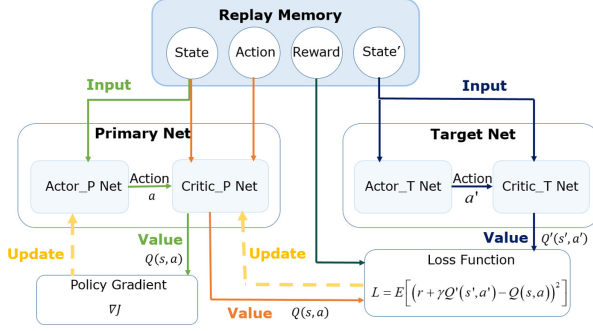 Replay Memory
State
Action
Reward
State’
Input
Input
Primary Net
Target Net
Actor_P Net
Action
a
Critic_P Net
Actor_T Net
Action
a'
Critic_T Net
Update
Value
Q(s,a)
Update
Value
Q'(s',a')
Policy Gradient
∇J
Loss Function
L = E[(r + γQ'(s',a') − Q(s,a))²]
Value
Q(s,a)